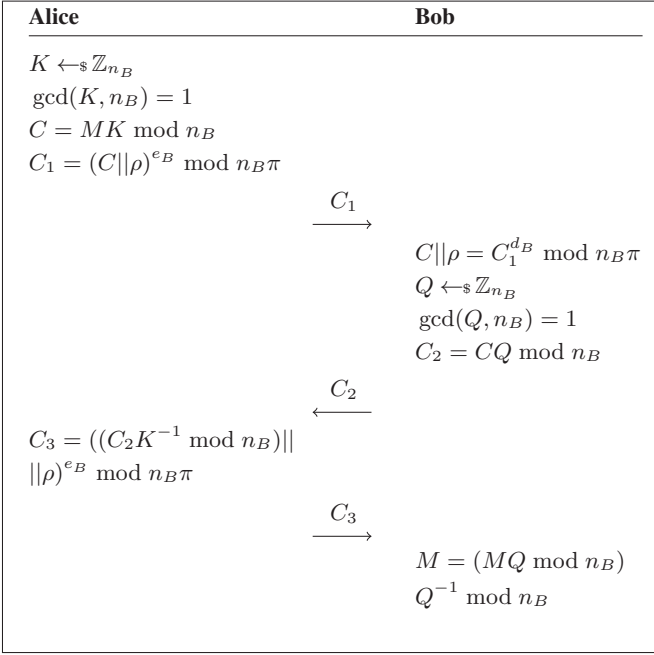 Alice Bob
K ←$ ℤ_{n_B}
gcd(K, n_B) = 1
C = MK mod n_B
C_1 = (C||ρ)^{e_B} mod n_Bπ
C_1
⟶
C||ρ = C_1^{d_B} mod n_Bπ
Q ←$ ℤ_{n_B}
gcd(Q, n_B) = 1
C_2 = CQ mod n_B
C_2
⟵
C_3 = ((C_2K^{-1} mod n_B)||
||ρ)^{e_B} mod n_Bπ
C_3
⟶
M = (MQ mod n_B)
Q^{-1} mod n_B